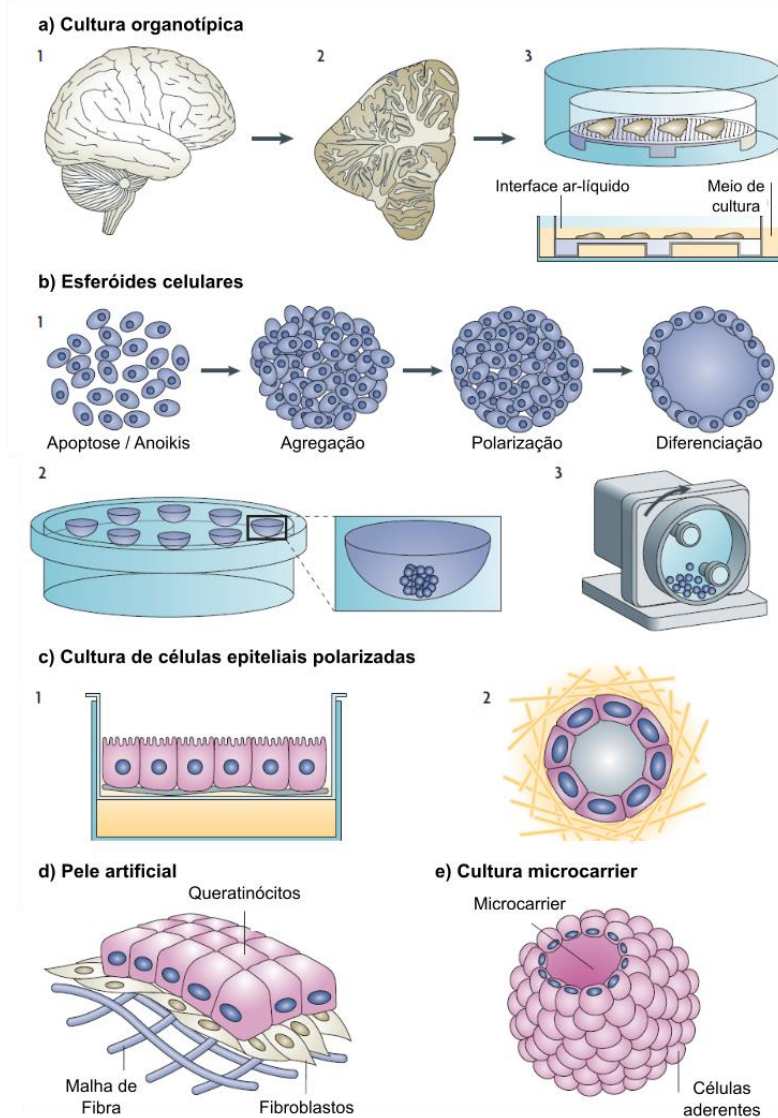 a) Cultura organotípica
1
2
3
Interface ar-líquido
Meio de
cultura
b) Esferóides celulares
1
Apoptose / Anoikis
Agregação
Polarização
Diferenciação
2
3
c) Cultura de células epiteliais polarizadas
1
2
d) Pele artificial
Queratinócitos
Malha de
Fibra
Fibroblastos
e) Cultura microcarrier
Microcarrier
Células
aderentes